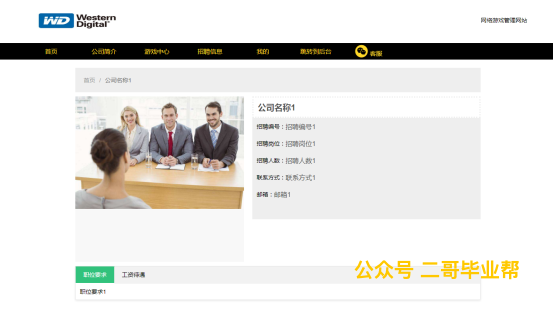 WD Western Digital
网络游戏管理网站
首页 公司简介 游戏中心 招聘信息 我的 跳转到后台 客服
首页 / 公司名称1
公司名称1
招聘编号：招聘编号1
招聘岗位：招聘岗位1
招聘人数：招聘人数1
联系方式：联系方式1
邮箱：邮箱1
公众号 二哥毕业帮
职位要求 工资待遇
职位要求1